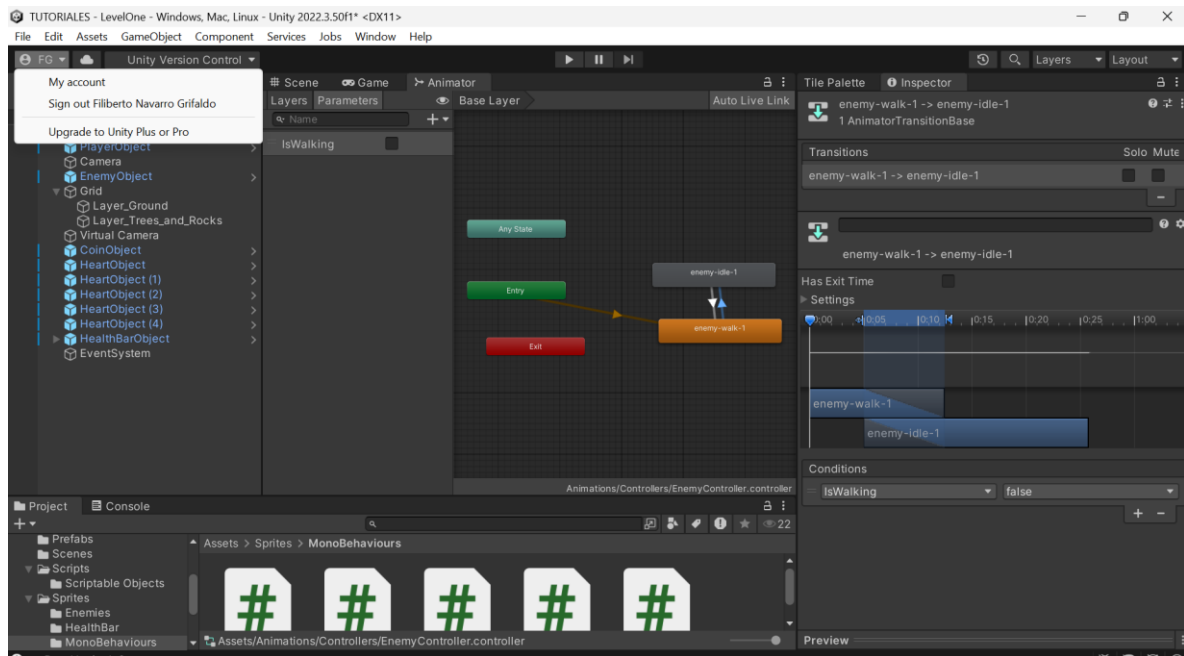 TUTORIALES - LevelOne - Windows, Mac, Linux - Unity 2022.3.50f1* <DX11>
File Edit Assets GameObject Component Services Jobs Window Help
FG Unity Version Control Layers Layout
My account
Sign out Filiberto Navarro Grifaldo
Upgrade to Unity Plus or Pro
PlayerObject
Camera
EnemyObject
Grid
Layer_Ground
Layer_Trees_and_Rocks
Virtual Camera
CoinObject
HeartObject
HeartObject (1)
HeartObject (2)
HeartObject (3)
HeartObject (4)
HealthBarObject
EventSystem
Scene Game Animator
Layers Parameters Base Layer Auto Live Link
Name
IsWalking
Any State
enemy-idle-1
Entry
enemy-walk-1
Exit
Animations/Controllers/EnemyController.controller
Tile Palette Inspector
enemy-walk-1 -> enemy-idle-1
1 AnimatorTransitionBase
Transitions Solo Mute
enemy-walk-1 -> enemy-idle-1
enemy-walk-1 -> enemy-idle-1
Has Exit Time
Settings
0:00 0:05 0:10 0:15 0:20 0:25 1:00
enemy-walk-1
enemy-idle-1
Conditions
IsWalking false
Preview
Project Console
22
Prefabs
Scenes
Scripts
Scriptable Objects
Sprites
Enemies
HealthBar
MonoBehaviours
Assets > Sprites > MonoBehaviours
# # # # #
Assets/Animations/Controllers/EnemyController.controller